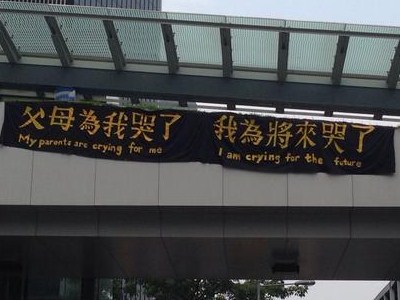 父母為我哭了
My parents are crying for me
我為將來哭了
I am crying for the future